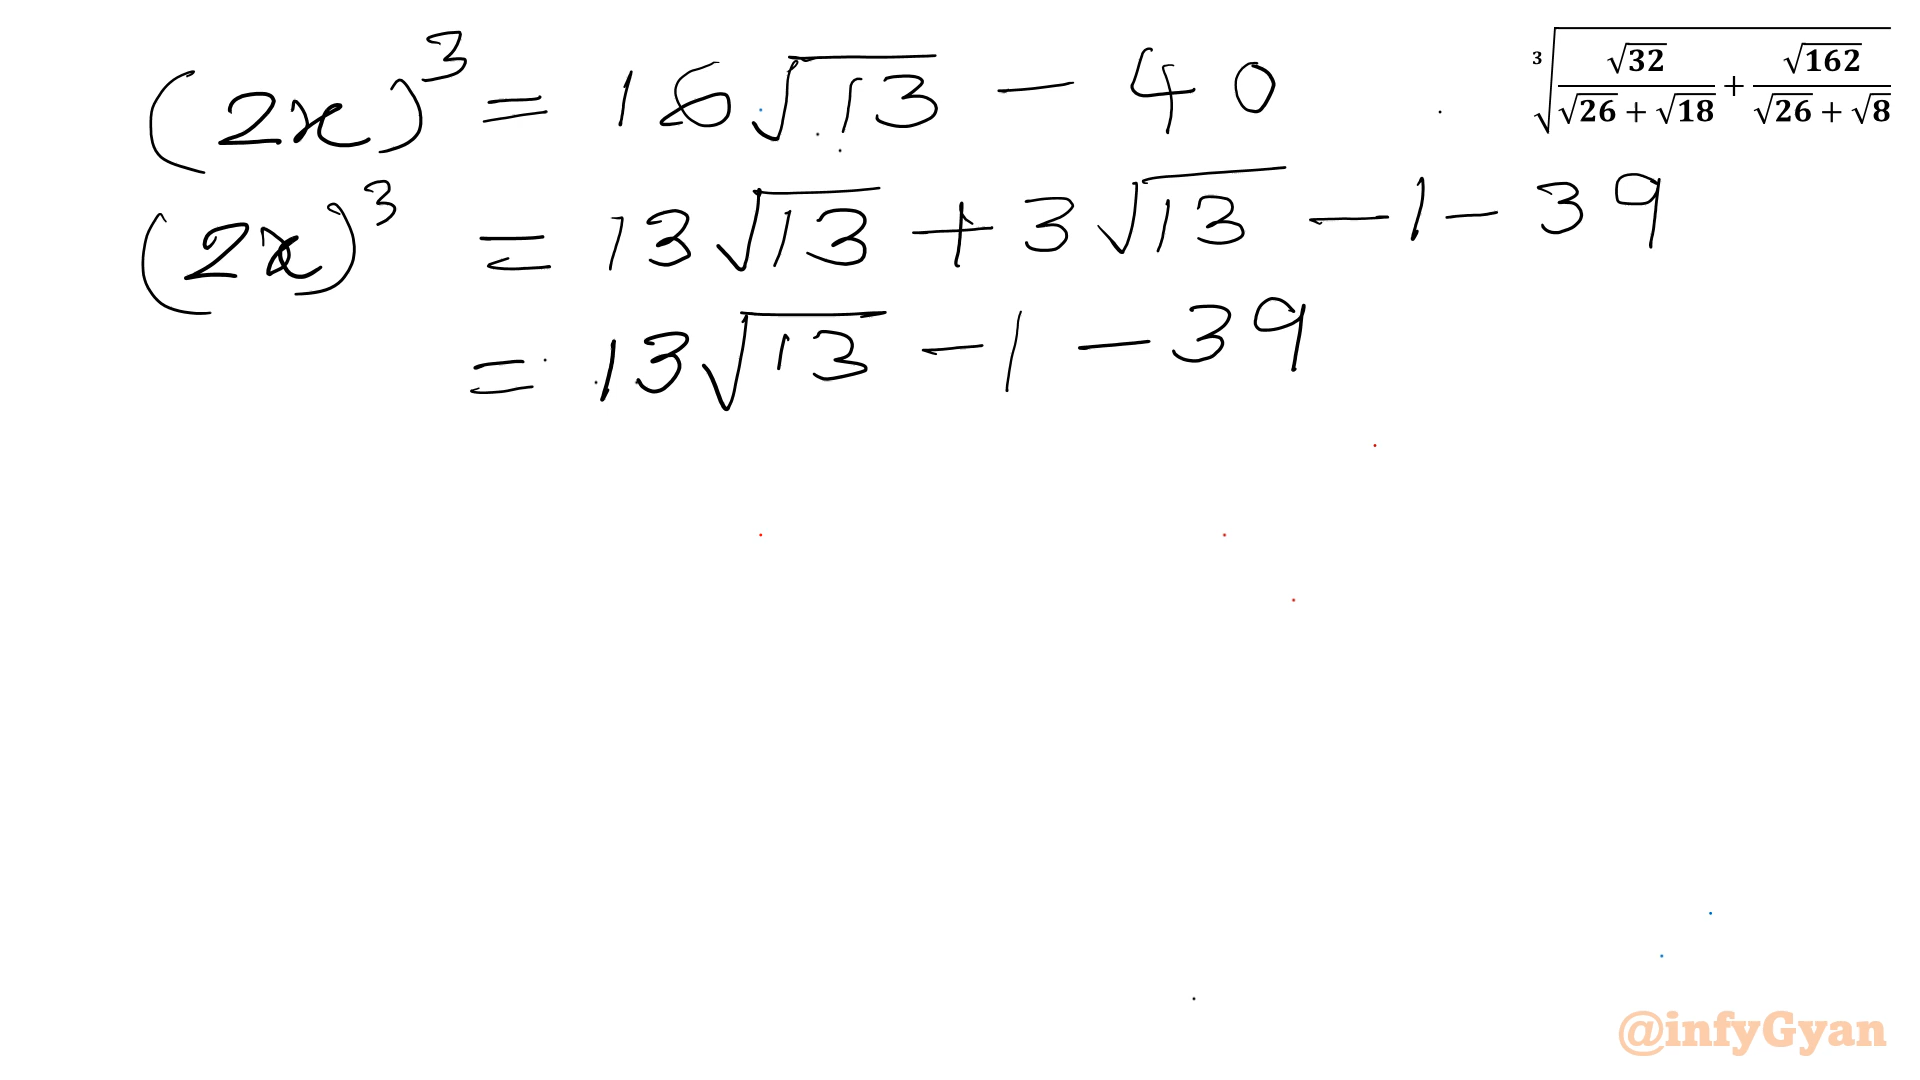 (2x)³ = 16√13 − 40
∛(√32/(√26 + √18) + √162/(√26 + √8))
(2x)³ = 13√13 + 3√13 − 1 − 39
= 13√13 − 1 − 39
@infyGyan